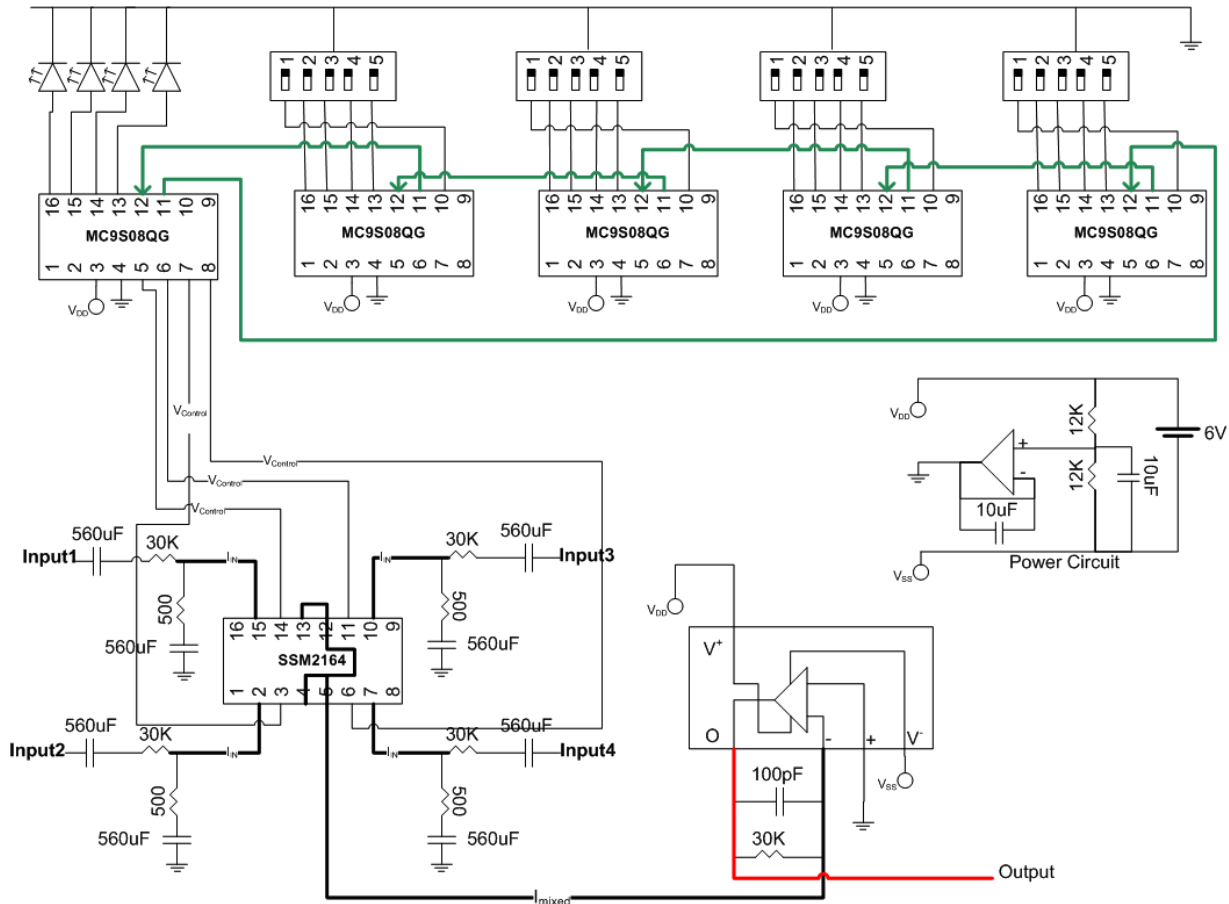 1 2 3 4 5
1 2 3 4 5
1 2 3 4 5
1 2 3 4 5
16 15 14 13 12 11 10 9
MC9S08QG
1 2 3 4 5 6 7 8
16 15 14 13 12 11 10 9
MC9S08QG
1 2 3 4 5 6 7 8
16 15 14 13 12 11 10 9
MC9S08QG
1 2 3 4 5 6 7 8
16 15 14 13 12 11 10 9
MC9S08QG
1 2 3 4 5 6 7 8
16 15 14 13 12 11 10 9
MC9S08QG
1 2 3 4 5 6 7 8
VDD
VDD
VDD
VDD
VDD
VControl
VControl
VControl
VControl
VDD
12K
12K
+
-
10uF
10uF
6V
VSS
Power Circuit
560uF
Input1
30K
IIN
500
560uF
IIN
30K
560uF
Input3
500
560uF
16 15 14 13 12 11 10 9
SSM2164
1 2 3 4 5 6 7 8
560uF
Input2
30K
IIN
500
560uF
IIN
30K
560uF
Input4
500
560uF
VDD
V+
O
-
+
V-
VSS
100pF
30K
Output
Imixed